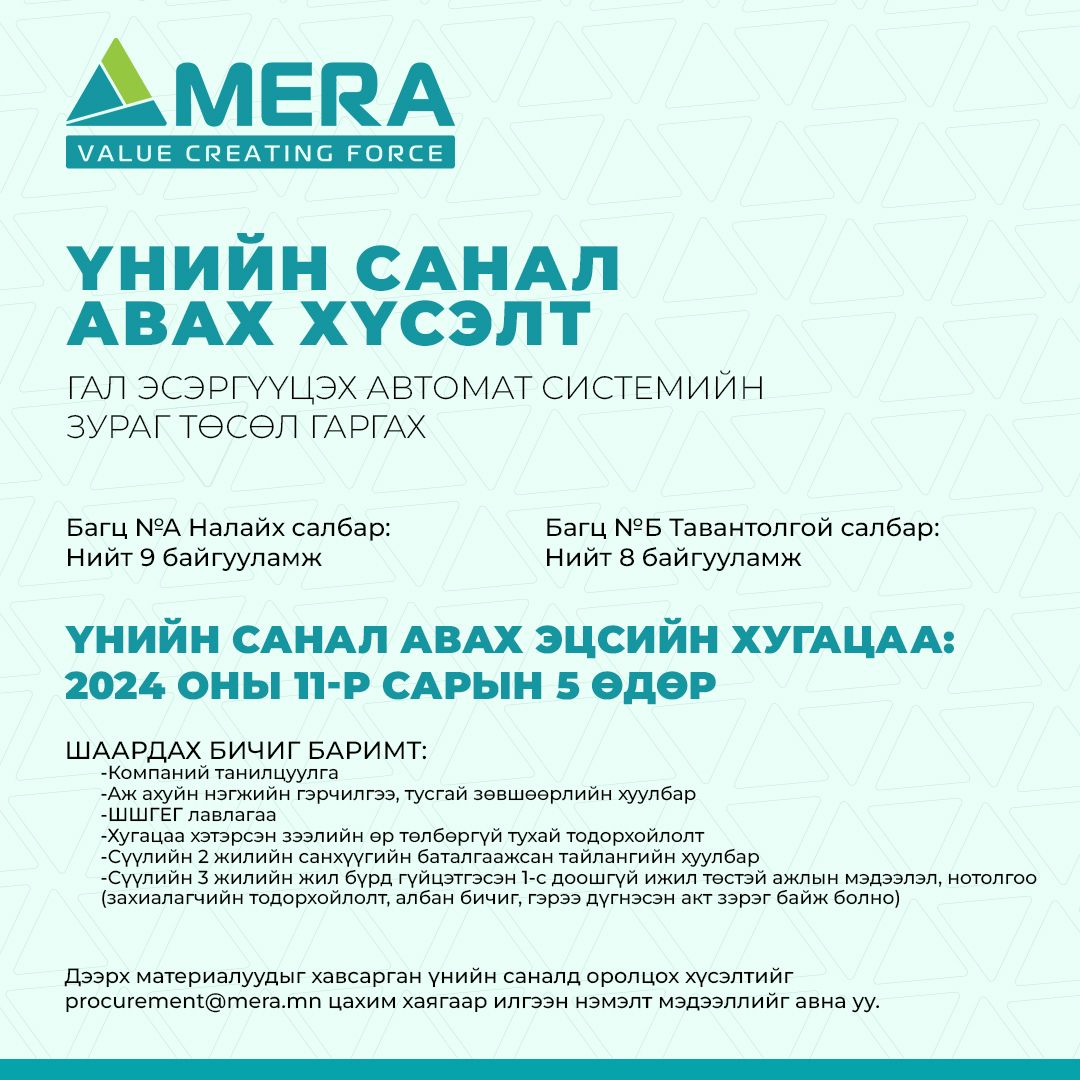 MERA
VALUE CREATING FORCE
ҮНИЙН САНАЛ
АВАХ ХҮСЭЛТ
ГАЛ ЭСЭРГҮҮЦЭХ АВТОМАТ СИСТЕМИЙН
ЗУРАГ ТӨСӨЛ ГАРГАХ
Багц №А Налайх салбар:
Нийт 9 байгууламж
Багц №Б Тавантолгой салбар:
Нийт 8 байгууламж
ҮНИЙН САНАЛ АВАХ ЭЦСИЙН ХУГАЦАА:
2024 ОНЫ 11-Р САРЫН 5 ӨДӨР
ШААРДАХ БИЧИГ БАРИМТ:
-Компаний танилцуулга
-Аж ахуйн нэгжийн гэрчилгээ, тусгай зөвшөөрлийн хуулбар
-ШШГЕГ лавлагаа
-Хугацаа хэтэрсэн зээлийн өр төлбөргүй тухай тодорхойлолт
-Сүүлийн 2 жилийн санхүүгийн баталгаажсан тайлангийн хуулбар
-Сүүлийн 3 жилийн жил бүрд гүйцэтгэсэн 1-с доошгүй ижил төстэй ажлын мэдээлэл, нотолгоо
(захиалагчийн тодорхойлолт, албан бичиг, гэрээ дүгнэсэн акт зэрэг байж болно)
Дээрх материалуудыг хавсарган үнийн саналд оролцох хүсэлтийг
procurement@mera.mn цахим хаягаар илгээн нэмэлт мэдээллийг авна уу.